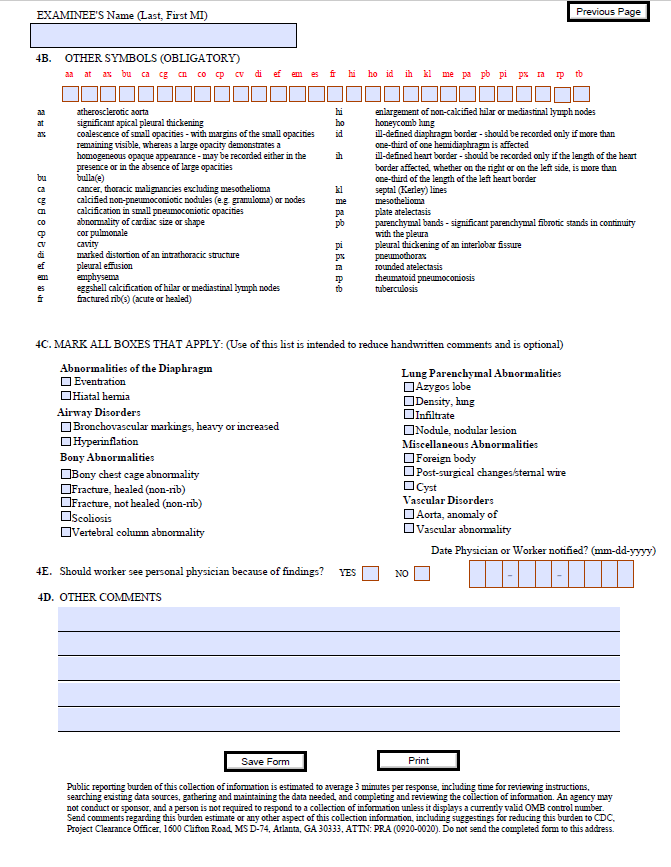 EXAMINEE'S Name (Last, First MI)
Previous Page
4B. OTHER SYMBOLS (OBLIGATORY)
aa at ax bu ca cg cn co cp cv di ef em es fr hi ho id ih kl me pa pb pi px ra rp tb
aa atherosclerotic aorta
at significant apical pleural thickening
ax coalescence of small opacities - with margins of the small opacities
remaining visible, whereas a large opacity demonstrates a
homogeneous opaque appearance - may be recorded either in the
presence or in the absence of large opacities
bu bulla(e)
ca cancer, thoracic malignancies excluding mesothelioma
cg calcified non-pneumoconiotic nodules (e.g. granuloma) or nodes
cn calcification in small pneumoconiotic opacities
co abnormality of cardiac size or shape
cp cor pulmonale
cv cavity
di marked distortion of an intrathoracic structure
ef pleural effusion
em emphysema
es eggshell calcification of hilar or mediastinal lymph nodes
fr fractured rib(s) (acute or healed)
hi enlargement of non-calcified hilar or mediastinal lymph nodes
ho honeycomb lung
id ill-defined diaphragm border - should be recorded only if more than
one-third of one hemidiaphragm is affected
ih ill-defined heart border - should be recorded only if the length of the heart
border affected, whether on the right or on the left side, is more than
one-third of the length of the left heart border
kl septal (Kerley) lines
me mesothelioma
pa plate atelectasis
pb parenchymal bands - significant parenchymal fibrotic stands in continuity
with the pleura
pi pleural thickening of an interlobar fissure
px pneumothorax
ra rounded atelectasis
rp rheumatoid pneumoconiosis
tb tuberculosis
4C. MARK ALL BOXES THAT APPLY: (Use of this list is intended to reduce handwritten comments and is optional)
Abnormalities of the Diaphragm
Eventration
Hiatal hernia
Airway Disorders
Bronchovascular markings, heavy or increased
Hyperinflation
Bony Abnormalities
Bony chest cage abnormality
Fracture, healed (non-rib)
Fracture, not healed (non-rib)
Scoliosis
Vertebral column abnormality
Lung Parenchymal Abnormalities
Azygos lobe
Density, lung
Infiltrate
Nodule, nodular lesion
Miscellaneous Abnormalities
Foreign body
Post-surgical changes/sternal wire
Cyst
Vascular Disorders
Aorta, anomaly of
Vascular abnormality
Date Physician or Worker notified? (mm-dd-yyyy)
4E. Should worker see personal physician because of findings? YES NO - -
4D. OTHER COMMENTS
Save Form
Print
Public reporting burden of this collection of information is estimated to average 3 minutes per response, including time for reviewing instructions,
searching existing data sources, gathering and maintaining the data needed, and completing and reviewing the collection of information. An agency may
not conduct or sponsor, and a person is not required to respond to a collection of information unless it displays a currently valid OMB control number.
Send comments regarding this burden estimate or any other aspect of this collection information, including suggestions for reducing this burden to CDC,
Project Clearance Officer, 1600 Clifton Road, MS D-74, Atlanta, GA 30333, ATTN: PRA (0920-0020). Do not send the completed form to this address.